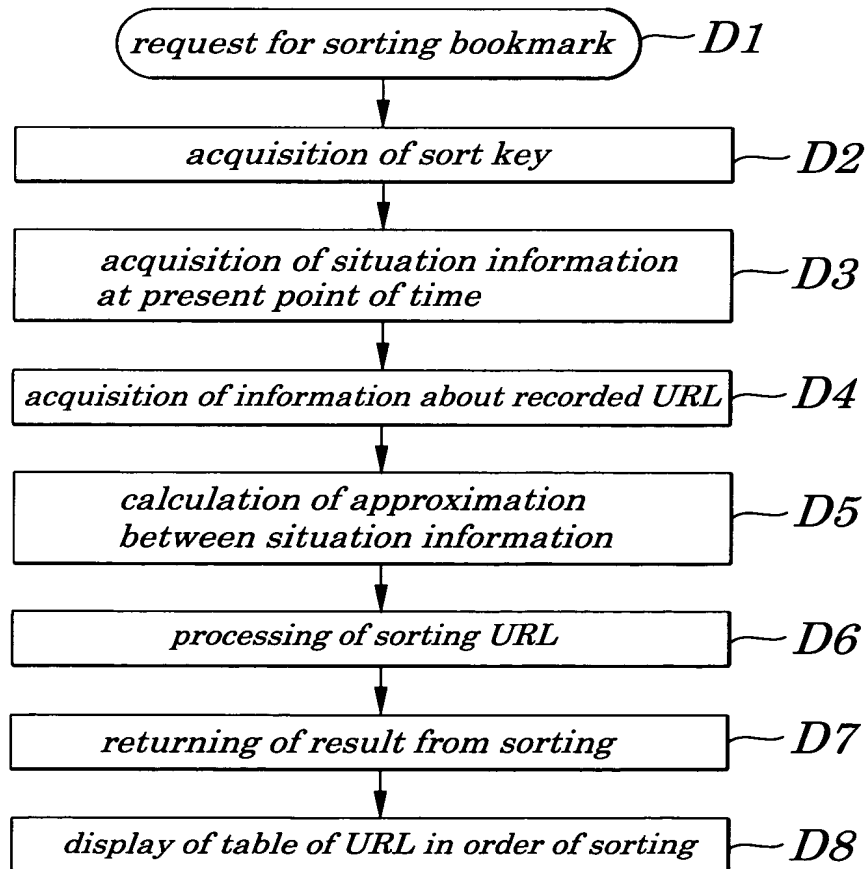 request for sorting bookmark D1
acquisition of sort key D2
acquisition of situation information
at present point of time D3
acquisition of information about recorded URL D4
calculation of approximation
between situation information D5
processing of sorting URL D6
returning of result from sorting D7
display of table of URL in order of sorting D8